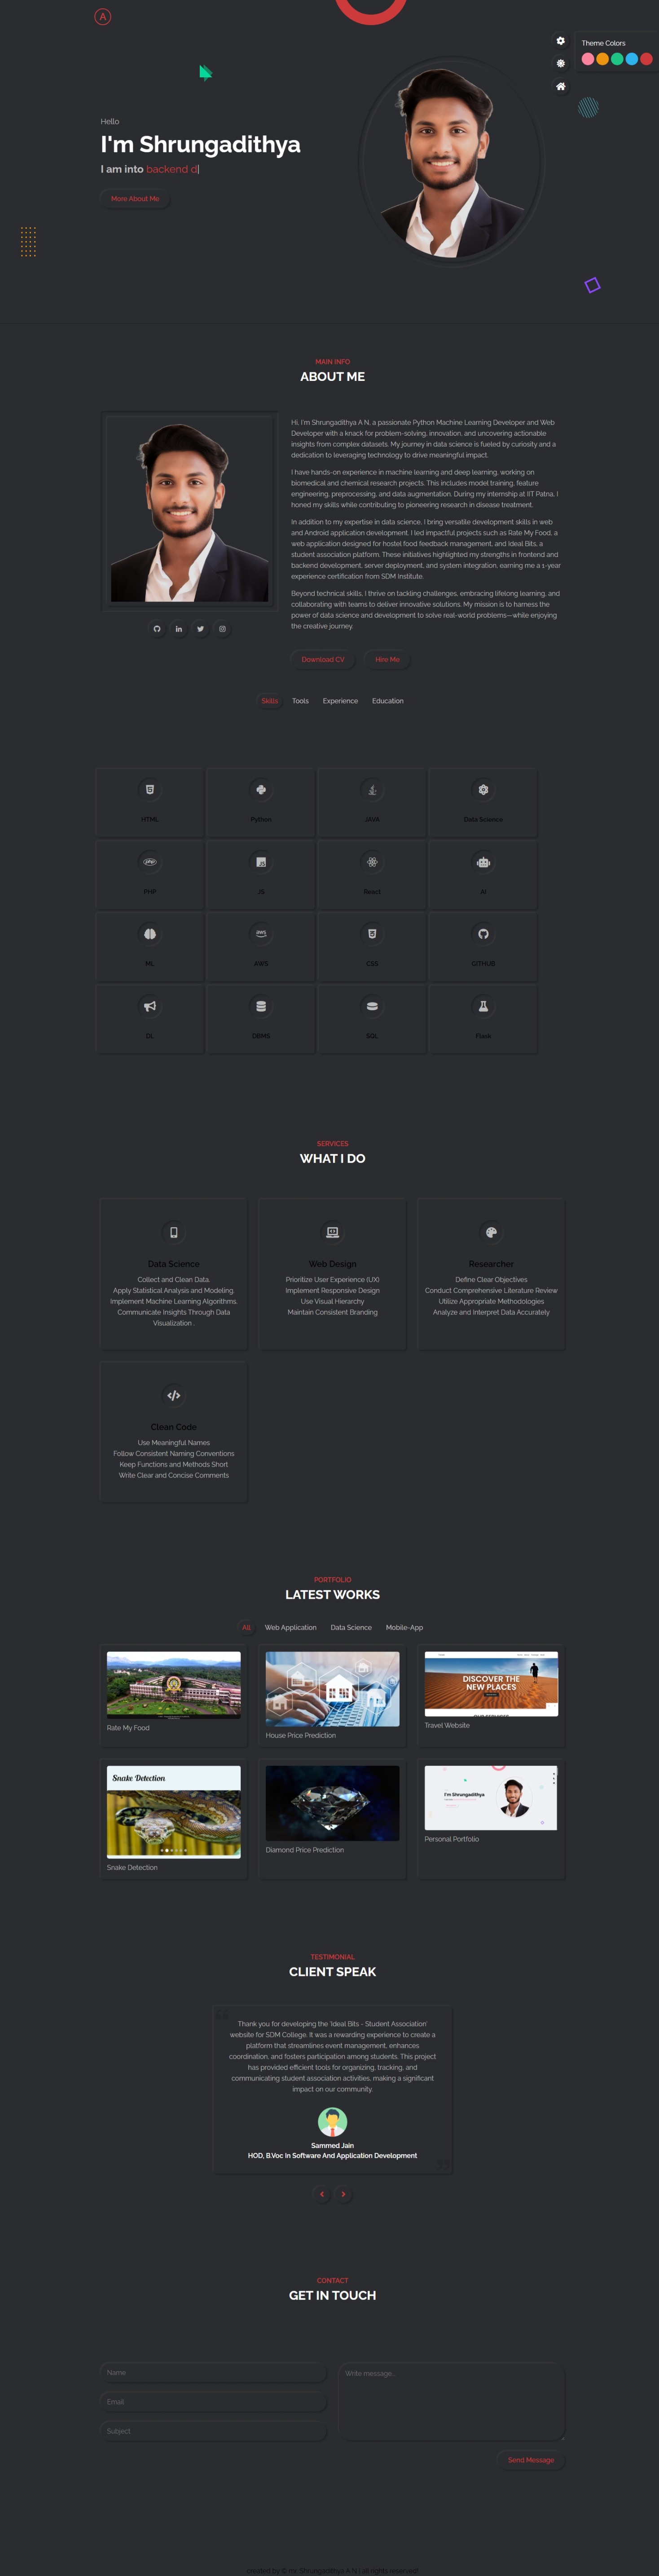 A
Theme Colors
Hello
I'm Shrungadithya
I am into backend d|
More About Me
MAIN INFO
ABOUT ME
Hi, I'm Shrungadithya A N, a passionate Python Machine Learning Developer and Web
Developer with a knack for problem-solving, innovation, and uncovering actionable
insights from complex datasets. My journey in data science is fueled by curiosity and a
dedication to leveraging technology to drive meaningful impact.
I have hands-on experience in machine learning and deep learning, working on
biomedical and chemical research projects. This includes model training, feature
engineering, preprocessing, and data augmentation. During my internship at IIT Patna, I
honed my skills while contributing to pioneering research in disease treatment.
In addition to my expertise in data science, I bring versatile development skills in web
and Android application development, I led impactful projects such as Rate My Food, a
web application designed for hostel food feedback management, and Ideal Bits, a
student association platform. These initiatives highlighted my strengths in frontend and
backend development, server deployment, and system integration, earning me a 1-year
experience certification from SDM Institute.
Beyond technical skills, I thrive on tackling challenges, embracing lifelong learning, and
collaborating with teams to deliver innovative solutions. My mission is to harness the
power of data science and development to solve real-world problems—while enjoying
the creative journey.
Download CV Hire Me
Skills Tools Experience Education
HTML Python JAVA Data Science
PHP JS React AI
ML AWS CSS GITHUB
DL DBMS SQL Flask
SERVICES
WHAT I DO
Data Science
Collect and Clean Data.
Apply Statistical Analysis and Modeling.
Implement Machine Learning Algorithms.
Communicate Insights Through Data
Visualization .
Web Design
Prioritize User Experience (UX)
Implement Responsive Design
Use Visual Hierarchy
Maintain Consistent Branding
Researcher
Define Clear Objectives
Conduct Comprehensive Literature Review
Utilize Appropriate Methodologies
Analyze and Interpret Data Accurately
Clean Code
Use Meaningful Names
Follow Consistent Naming Conventions
Keep Functions and Methods Short
Write Clear and Concise Comments
PORTFOLIO
LATEST WORKS
All Web Application Data Science Mobile-App
Rate My Food
House Price Prediction
DISCOVER THE
NEW PLACES
Travel Website
Snake Detection
Snake Detection
Diamond Price Prediction
I'm Shrungadithya
Personal Portfolio
TESTIMONIAL
CLIENT SPEAK
Thank you for developing the 'Ideal Bits - Student Association'
website for SDM College. It was a rewarding experience to create a
platform that streamlines event management, enhances
coordination, and fosters participation among students. This project
has provided efficient tools for organizing, tracking, and
communicating student association activities, making a significant
impact on our community.
Sammed Jain
HOD, B.Voc In Software And Application Development
CONTACT
GET IN TOUCH
Name
Email
Subject
Write message...
Send Message
created by © mr. Shrungadithya A N | all rights reserved!